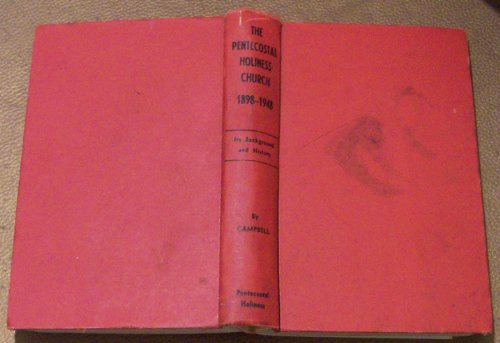 THE
PENTECOSTAL
HOLINESS
CHURCH
1898-1948
Its Background
and History
BY
CAMPBELL
Pentecostal
Holiness